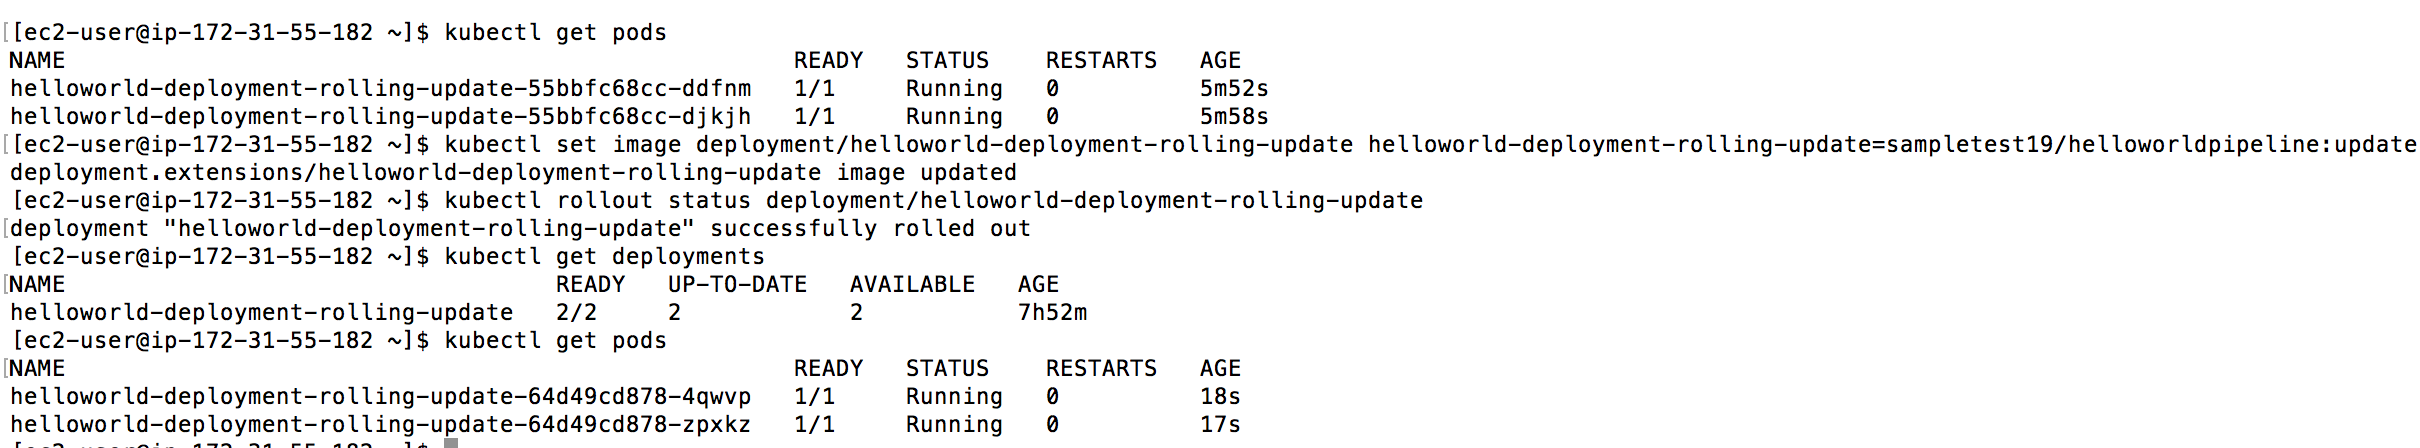 [ec2-user@ip-172-31-55-182 ~]$ kubectl get pods
NAME READY STATUS RESTARTS AGE
helloworld-deployment-rolling-update-55bbfc68cc-ddfnm 1/1 Running 0 5m52s
helloworld-deployment-rolling-update-55bbfc68cc-djkjh 1/1 Running 0 5m58s
[ec2-user@ip-172-31-55-182 ~]$ kubectl set image deployment/helloworld-deployment-rolling-update helloworld-deployment-rolling-update=sampletest19/helloworldpipeline:update
deployment.extensions/helloworld-deployment-rolling-update image updated
[ec2-user@ip-172-31-55-182 ~]$ kubectl rollout status deployment/helloworld-deployment-rolling-update
deployment "helloworld-deployment-rolling-update" successfully rolled out
[ec2-user@ip-172-31-55-182 ~]$ kubectl get deployments
NAME READY UP-TO-DATE AVAILABLE AGE
helloworld-deployment-rolling-update 2/2 2 2 7h52m
[ec2-user@ip-172-31-55-182 ~]$ kubectl get pods
NAME READY STATUS RESTARTS AGE
helloworld-deployment-rolling-update-64d49cd878-4qwvp 1/1 Running 0 18s
helloworld-deployment-rolling-update-64d49cd878-zpxkz 1/1 Running 0 17s
[ec2-user@ip-172-31-55-182 ~]$